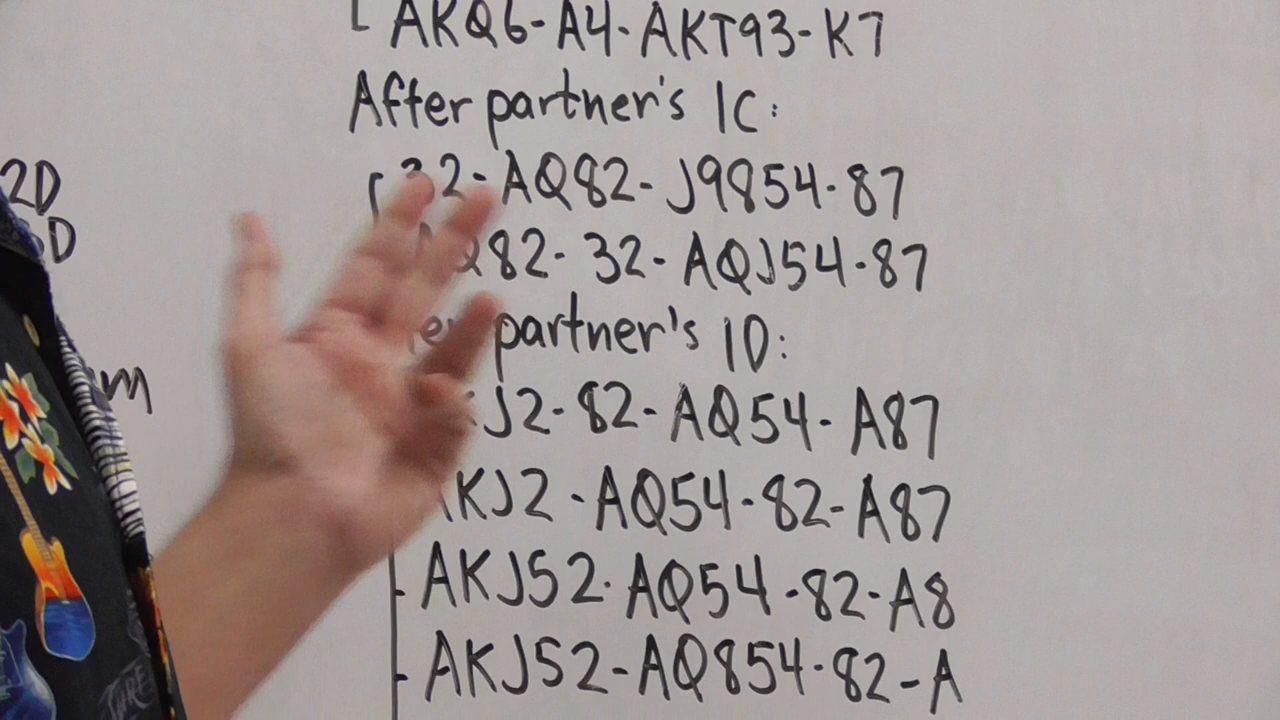 AKQ6-A4-AKT93-K7
After partner's 1C:
32-AQ82-J9854-87
2D
Q82-32-AQJ54-87
D
partner's 1D:
J2-82-AQ54-A87
m
KJ2-AQ54-82-A87
AKJ52-AQ54-82-A8
AKJ52-AQ854-82-A